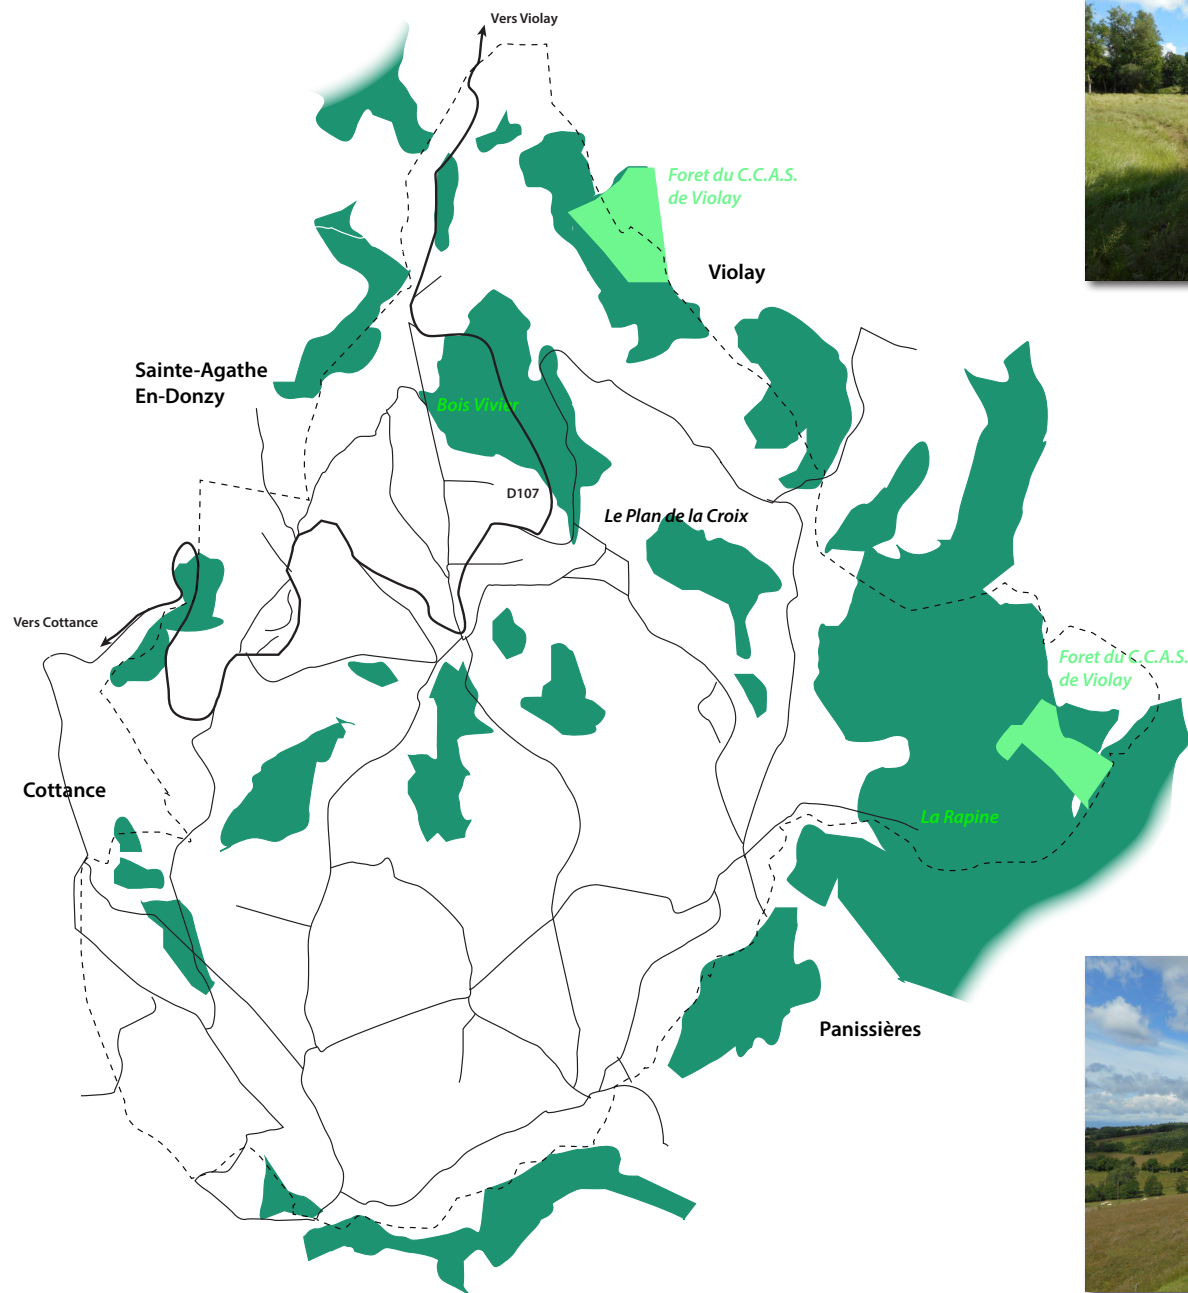 Vers Violay
Foret du C.C.A.S.
de Violay
Violay
Sainte-Agathe
En-Donzy
Bois Vivier
D107
Le Plan de la Croix
Vers Cottance
Foret du C.C.A.S.
de Violay
Cottance
La Rapine
Panissières